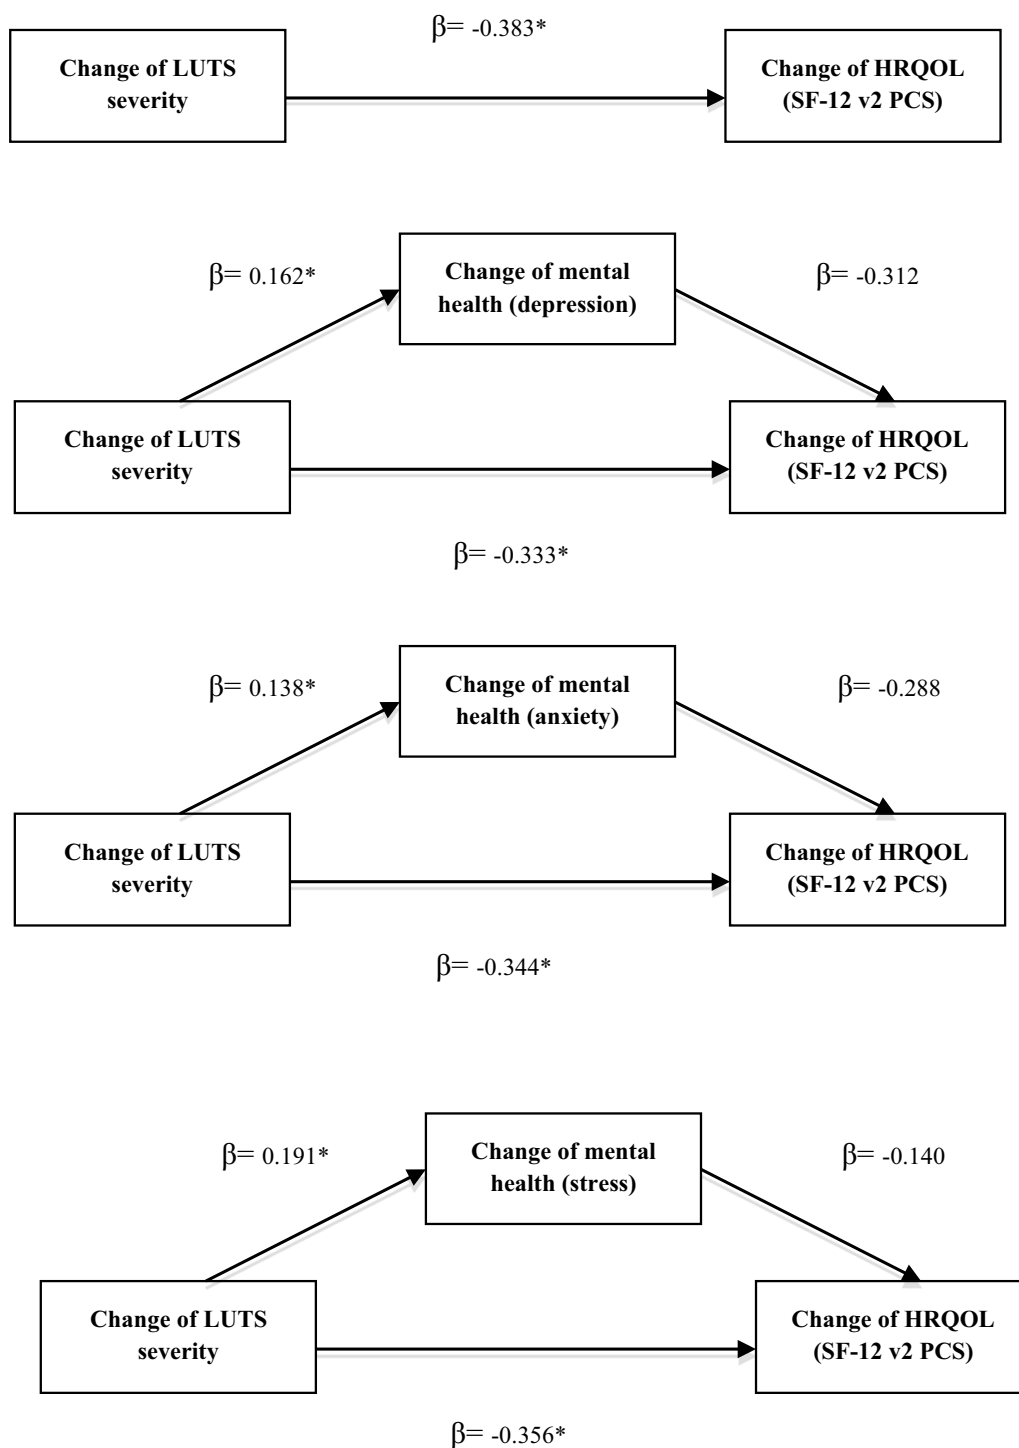 β= -0.383*
Change of LUTS
severity
Change of HRQOL
(SF-12 v2 PCS)
β= 0.162*
Change of mental
health (depression)
β= -0.312
Change of LUTS
severity
Change of HRQOL
(SF-12 v2 PCS)
β= -0.333*
β= 0.138*
Change of mental
health (anxiety)
β= -0.288
Change of LUTS
severity
Change of HRQOL
(SF-12 v2 PCS)
β= -0.344*
β= 0.191*
Change of mental
health (stress)
β= -0.140
Change of LUTS
severity
Change of HRQOL
(SF-12 v2 PCS)
β= -0.356*